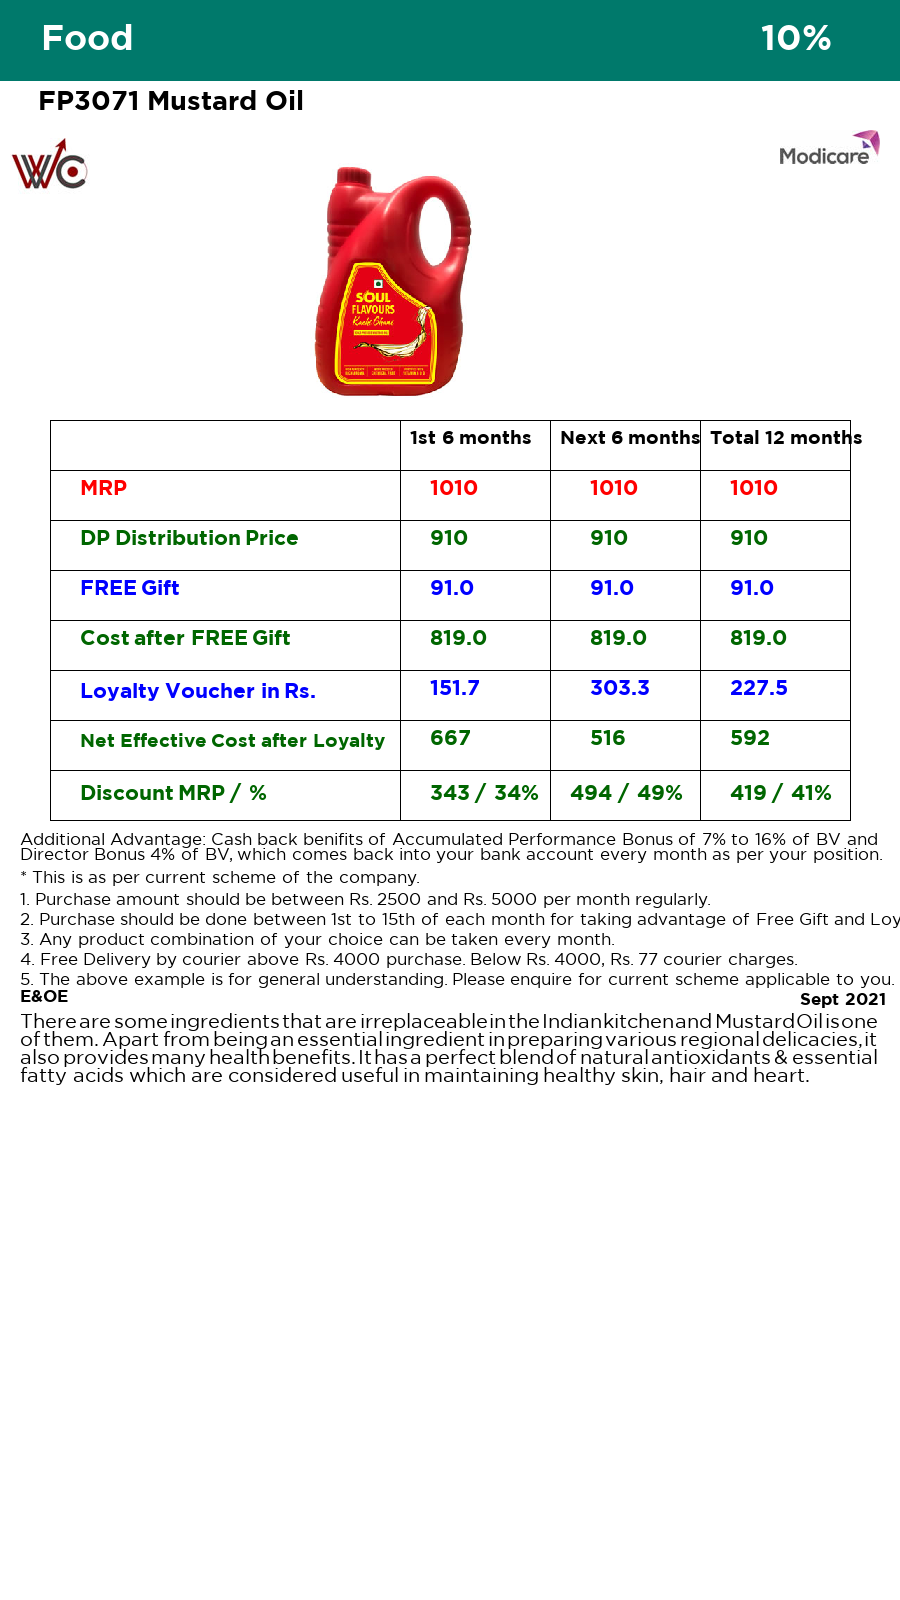 Food 10%
FP3071 Mustard Oil
WC
Modicare
SOUL
FLAVOURS
Kachi Ghani
1st 6 months Next 6 months Total 12 months
MRP 1010 1010 1010
DP Distribution Price 910 910 910
FREE Gift 91.0 91.0 91.0
Cost after FREE Gift 819.0 819.0 819.0
Loyalty Voucher in Rs. 151.7 303.3 227.5
Net Effective Cost after Loyalty 667 516 592
Discount MRP / % 343 / 34% 494 / 49% 419 / 41%
Additional Advantage: Cash back benifits of Accumulated Performance Bonus of 7% to 16% of BV and
Director Bonus 4% of BV, which comes back into your bank account every month as per your position.
* This is as per current scheme of the company.
1. Purchase amount should be between Rs. 2500 and Rs. 5000 per month regularly.
2. Purchase should be done between 1st to 15th of each month for taking advantage of Free Gift and Loy
3. Any product combination of your choice can be taken every month.
4. Free Delivery by courier above Rs. 4000 purchase. Below Rs. 4000, Rs. 77 courier charges.
5. The above example is for general understanding. Please enquire for current scheme applicable to you.
E&OE Sept 2021
There are some ingredients that are irreplaceable in the Indian kitchen and Mustard Oil is one
of them. Apart from being an essential ingredient in preparing various regional delicacies, it
also provides many health benefits. It has a perfect blend of natural antioxidants & essential
fatty acids which are considered useful in maintaining healthy skin, hair and heart.